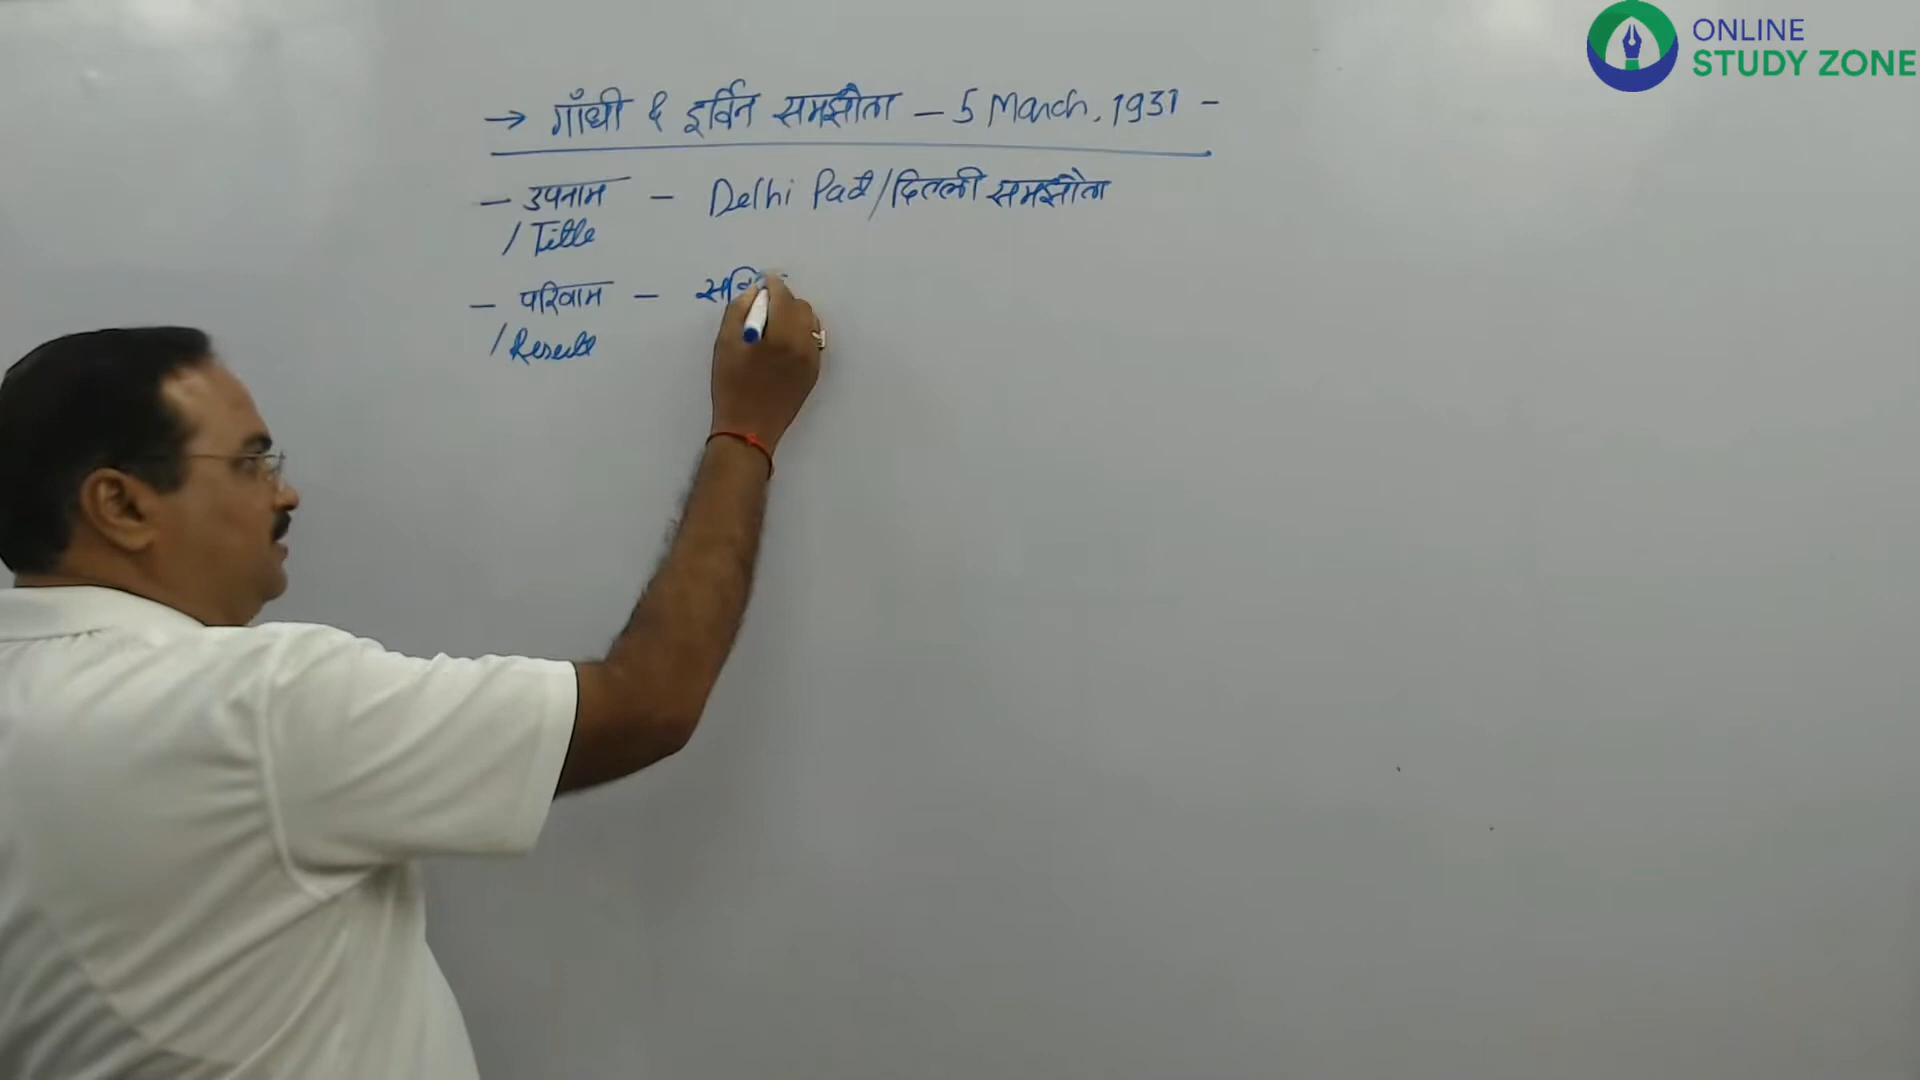 ONLINE
STUDY ZONE
→ गाँधी & इर्विन समझौता – 5 March, 1931 –
– उपनाम – Delhi Pact/दिल्ली समझौता
/ Title
– परिणाम –
/ Result